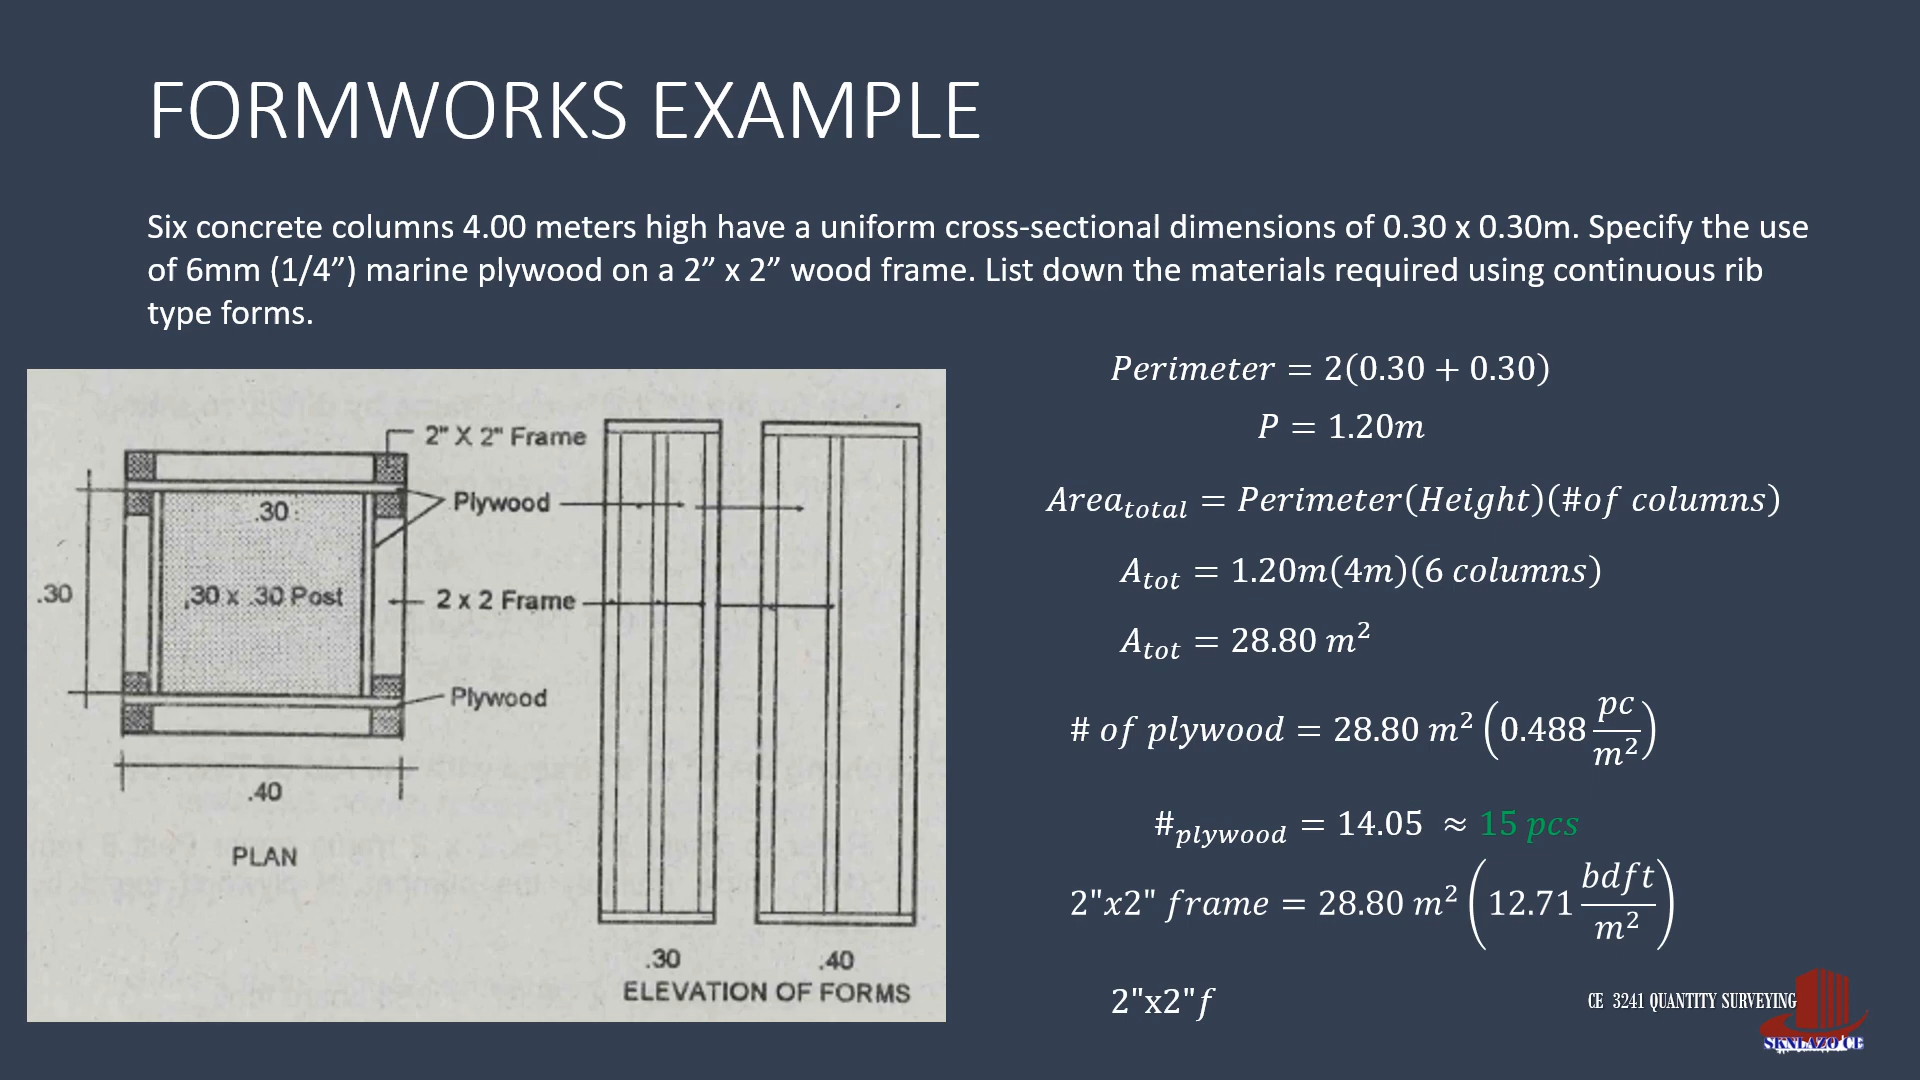 FORMWORKS EXAMPLE
Six concrete columns 4.00 meters high have a uniform cross-sectional dimensions of 0.30 x 0.30m. Specify the use
of 6mm (1/4”) marine plywood on a 2” x 2” wood frame. List down the materials required using continuous rib
type forms.
2" X 2" Frame
Plywood
.30
.30
.30 x .30 Post
2 x 2 Frame
Plywood
.40
PLAN
.30
.40
ELEVATION OF FORMS
Perimeter = 2(0.30 + 0.30)
P = 1.20m
Area_total = Perimeter(Height)(#of columns)
A_tot = 1.20m(4m)(6 columns)
A_tot = 28.80 m²
# of plywood = 28.80 m² (0.488 pc/m²)
#_plywood = 14.05 ≈ 15 pcs
2"x2" frame = 28.80 m² (12.71 bdft/m²)
2"x2"f
CE 3241 QUANTITY SURVEYING
SKNLAZO CE